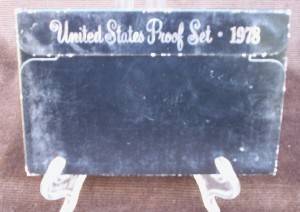 United States Proof Set • 1978